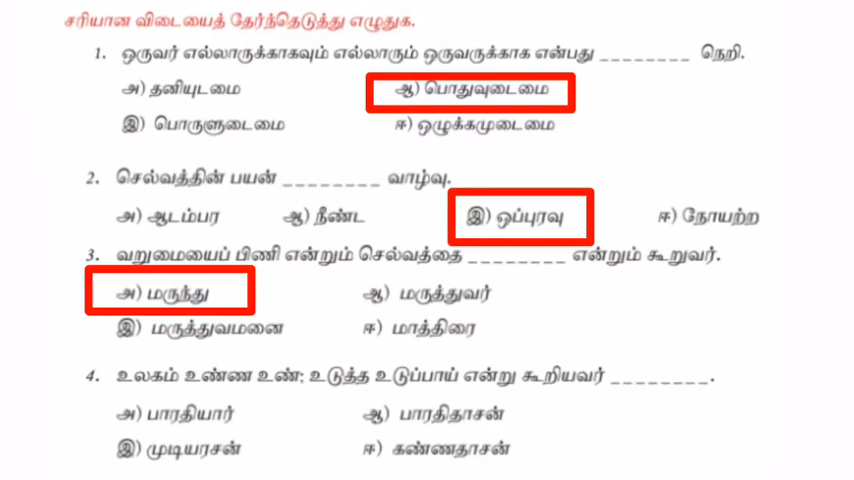 சரியான விடையைத் தேர்ந்தெடுத்து எழுதுக.
1. ஒருவர் எல்லாருக்காகவும் எல்லாரும் ஒருவருக்காக என்பது ________ நெறி.
அ) தனியுடமை ஆ) பொதுவுடைமை
இ) பொருளுடைமை ஈ) ஒழுக்கமுடைமை
2. செல்வத்தின் பயன் ________ வாழ்வு.
அ) ஆடம்பர ஆ) நீண்ட இ) ஒப்புரவு ஈ) நோயற்ற
3. வறுமையைப் பிணி என்றும் செல்வத்தை ________ என்றும் கூறுவர்.
அ) மருந்து ஆ) மருத்துவர்
இ) மருத்துவமனை ஈ) மாத்திரை
4. உலகம் உண்ண உண்; உடுத்த உடுப்பாய் என்று கூறியவர் ________.
அ) பாரதியார் ஆ) பாரதிதாசன்
இ) முடியரசன் ஈ) கண்ணதாசன்